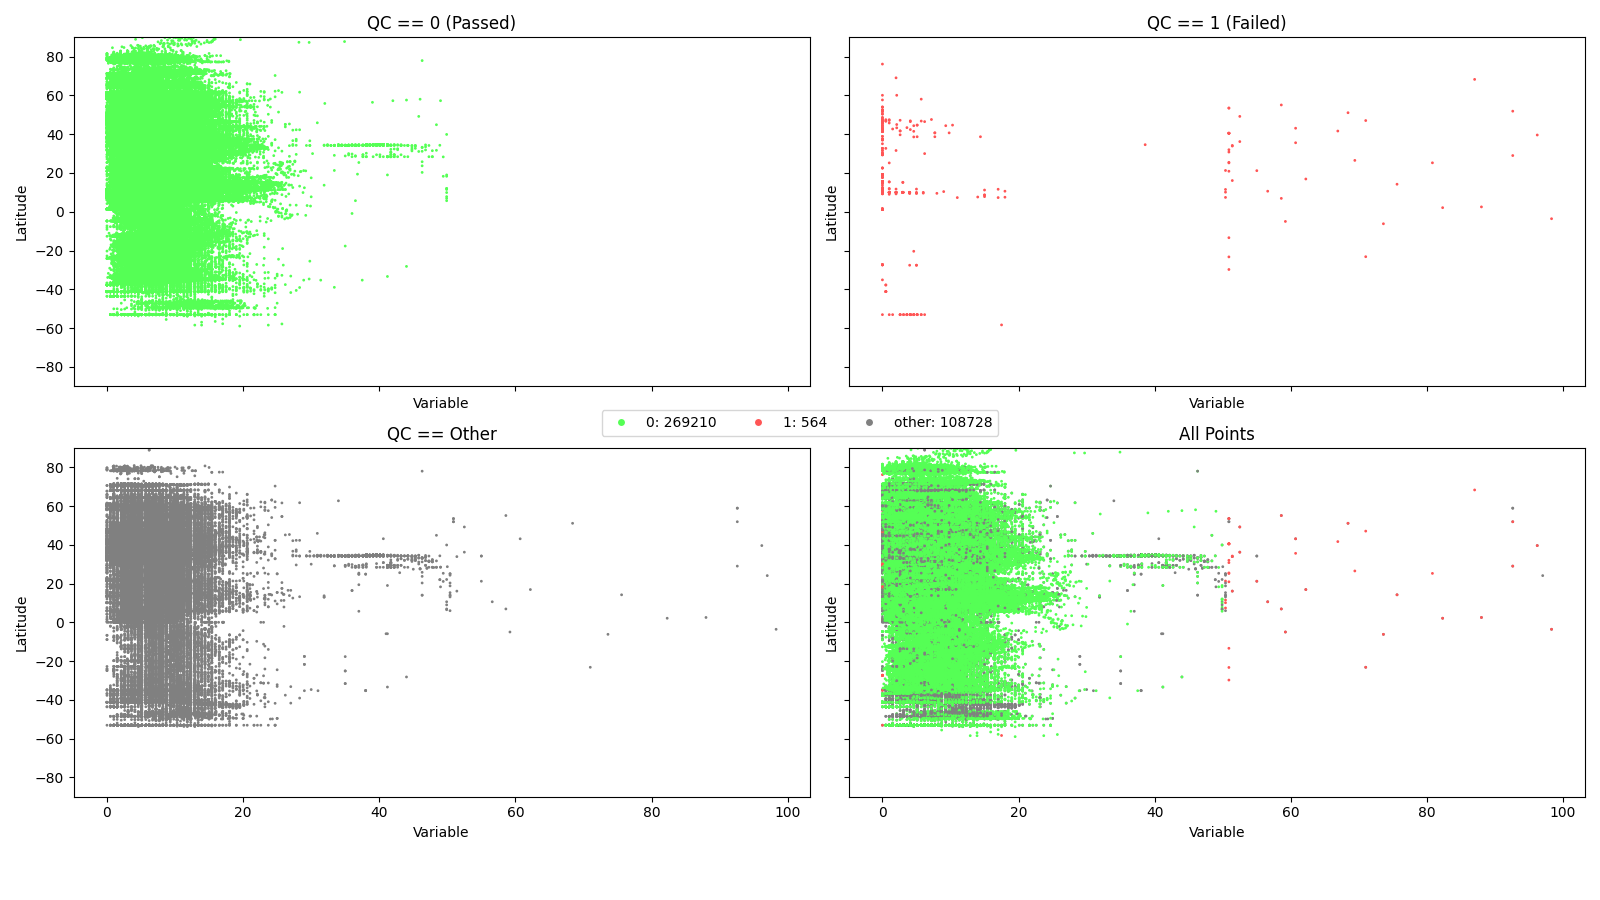 QC == 0 (Passed)
QC == 1 (Failed)
80
60
40
20
0
−20
−40
−60
−80
Latitude
Latitude
Variable
Variable
0: 269210 1: 564 other: 108728
QC == Other
All Points
80
60
40
20
0
−20
−40
−60
−80
Latitude
Latitude
0 20 40 60 80 100
0 20 40 60 80 100
Variable
Variable